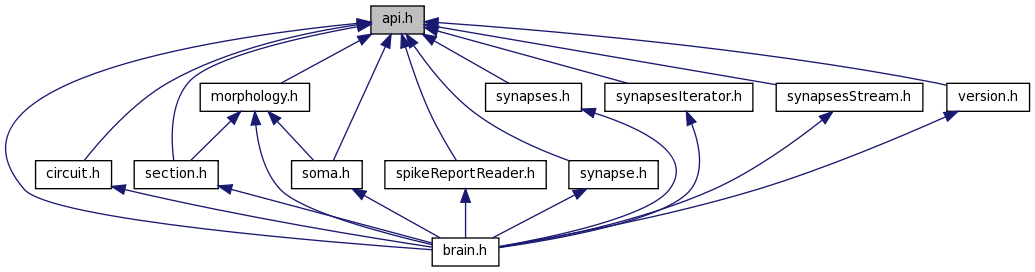 api.h
morphology.h
synapses.h
synapsesIterator.h
synapsesStream.h
version.h
circuit.h
section.h
soma.h
spikeReportReader.h
synapse.h
brain.h